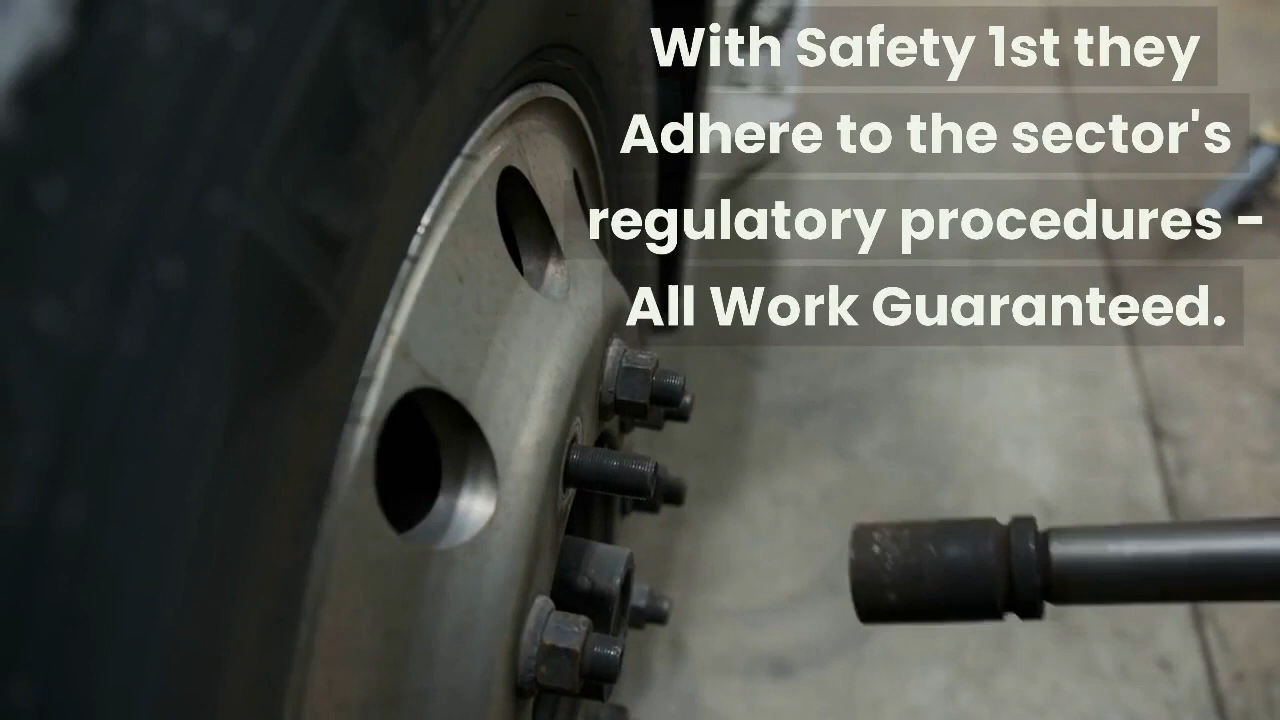 With Safety 1st they
Adhere to the sector's
regulatory procedures -
All Work Guaranteed.